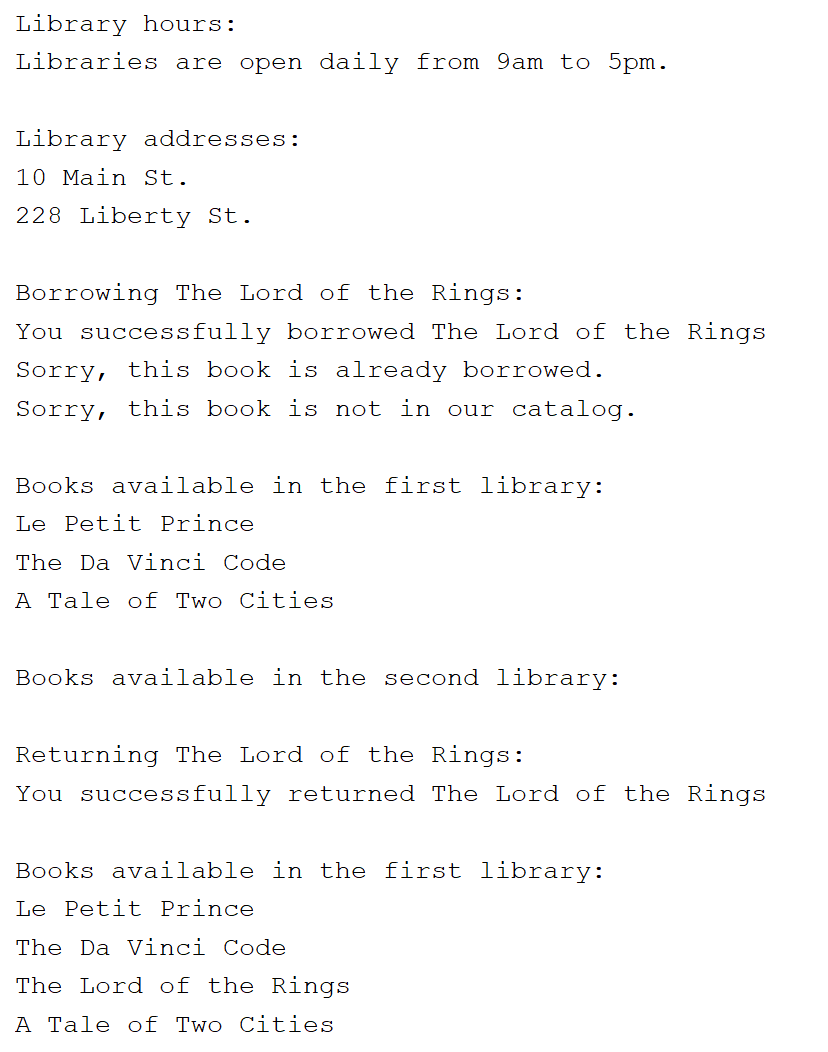 Library hours:
Libraries are open daily from 9am to 5pm.
Library addresses:
10 Main St.
228 Liberty St.
Borrowing The Lord of the Rings:
You successfully borrowed The Lord of the Rings
Sorry, this book is already borrowed.
Sorry, this book is not in our catalog.
Books available in the first library:
Le Petit Prince
The Da Vinci Code
A Tale of Two Cities
Books available in the second library:
Returning The Lord of the Rings:
You successfully returned The Lord of the Rings
Books available in the first library:
Le Petit Prince
The Da Vinci Code
The Lord of the Rings
A Tale of Two Cities